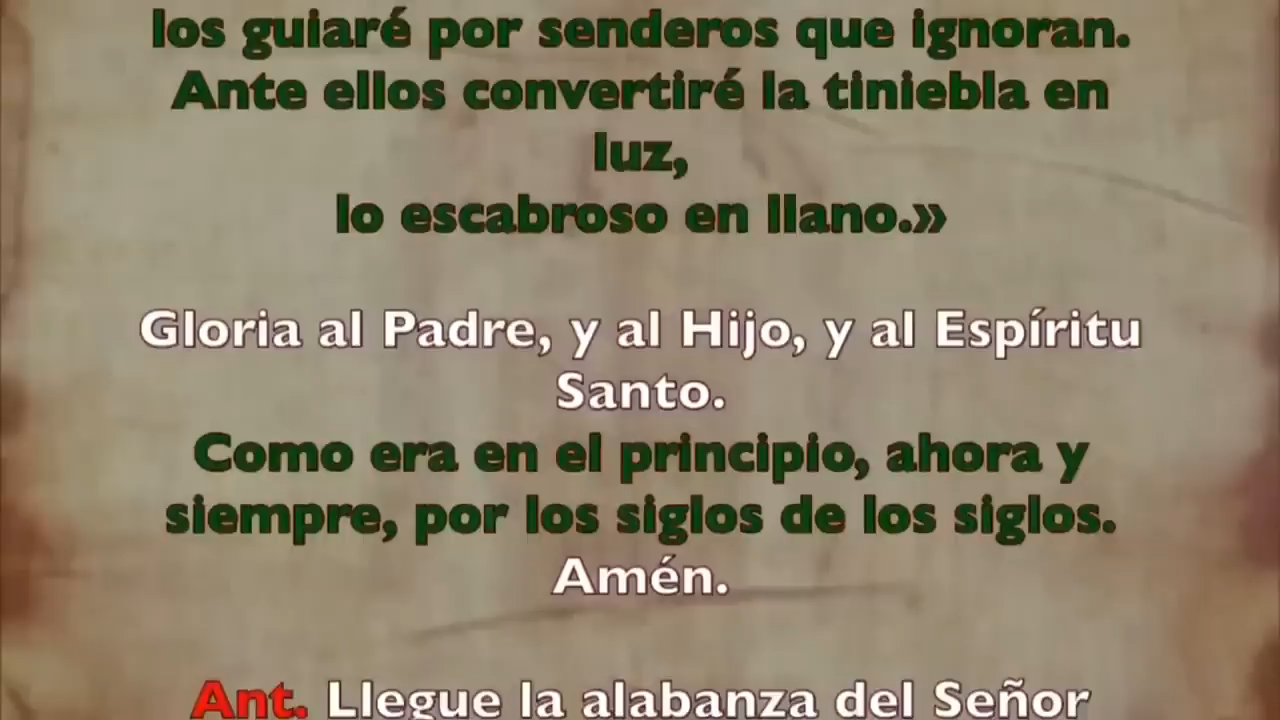 los guiaré por senderos que ignoran.
Ante ellos convertiré la tiniebla en
luz,
lo escabroso en llano.»
Gloria al Padre, y al Hijo, y al Espíritu
Santo.
Como era en el principio, ahora y
siempre, por los siglos de los siglos.
Amén.
Ant. Llegue la alabanza del Señor